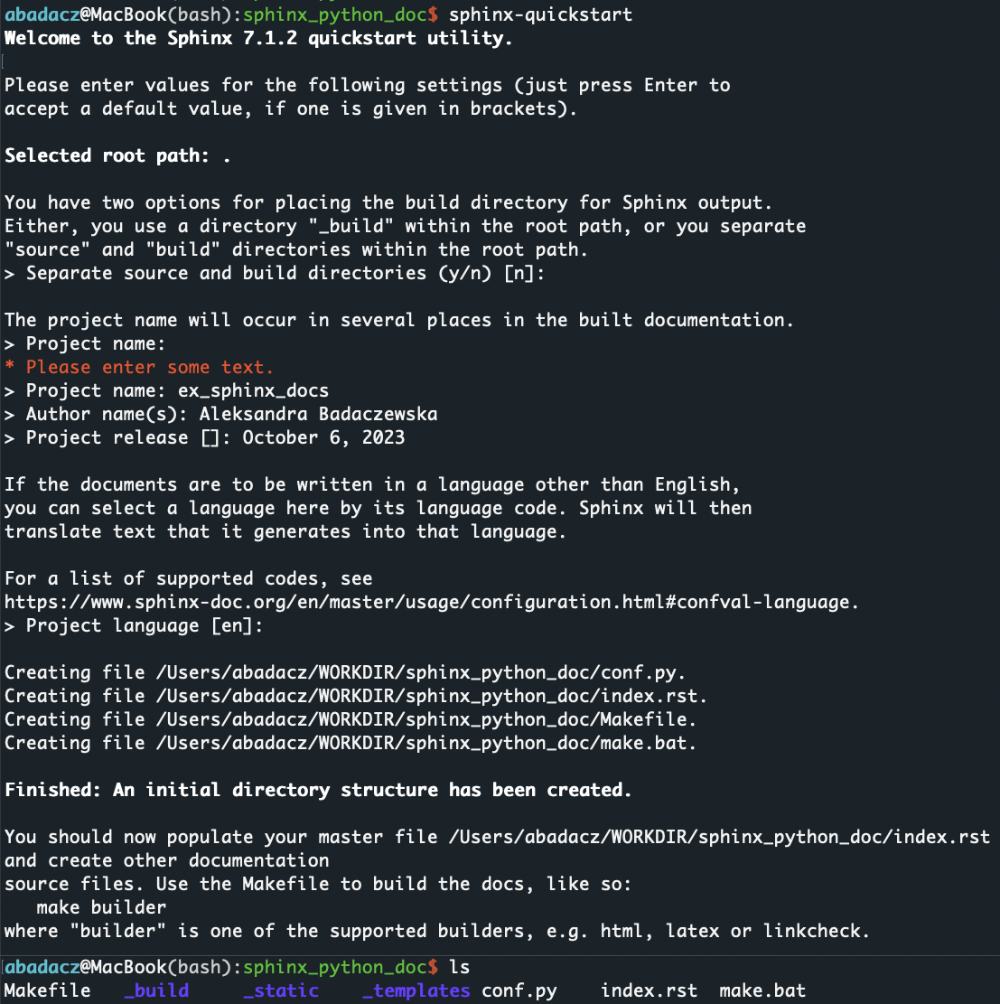 abadacz@MacBook(bash):sphinx_python_doc$ sphinx-quickstart
Welcome to the Sphinx 7.1.2 quickstart utility.
Please enter values for the following settings (just press Enter to
accept a default value, if one is given in brackets).
Selected root path: .
You have two options for placing the build directory for Sphinx output.
Either, you use a directory "_build" within the root path, or you separate
"source" and "build" directories within the root path.
> Separate source and build directories (y/n) [n]:
The project name will occur in several places in the built documentation.
> Project name:
* Please enter some text.
> Project name: ex_sphinx_docs
> Author name(s): Aleksandra Badaczewska
> Project release []: October 6, 2023
If the documents are to be written in a language other than English,
you can select a language here by its language code. Sphinx will then
translate text that it generates into that language.
For a list of supported codes, see
https://www.sphinx-doc.org/en/master/usage/configuration.html#confval-language.
> Project language [en]:
Creating file /Users/abadacz/WORKDIR/sphinx_python_doc/conf.py.
Creating file /Users/abadacz/WORKDIR/sphinx_python_doc/index.rst.
Creating file /Users/abadacz/WORKDIR/sphinx_python_doc/Makefile.
Creating file /Users/abadacz/WORKDIR/sphinx_python_doc/make.bat.
Finished: An initial directory structure has been created.
You should now populate your master file /Users/abadacz/WORKDIR/sphinx_python_doc/index.rst
and create other documentation
source files. Use the Makefile to build the docs, like so:
   make builder
where "builder" is one of the supported builders, e.g. html, latex or linkcheck.
abadacz@MacBook(bash):sphinx_python_doc$ ls
Makefile   _build     _static    _templates conf.py    index.rst  make.bat